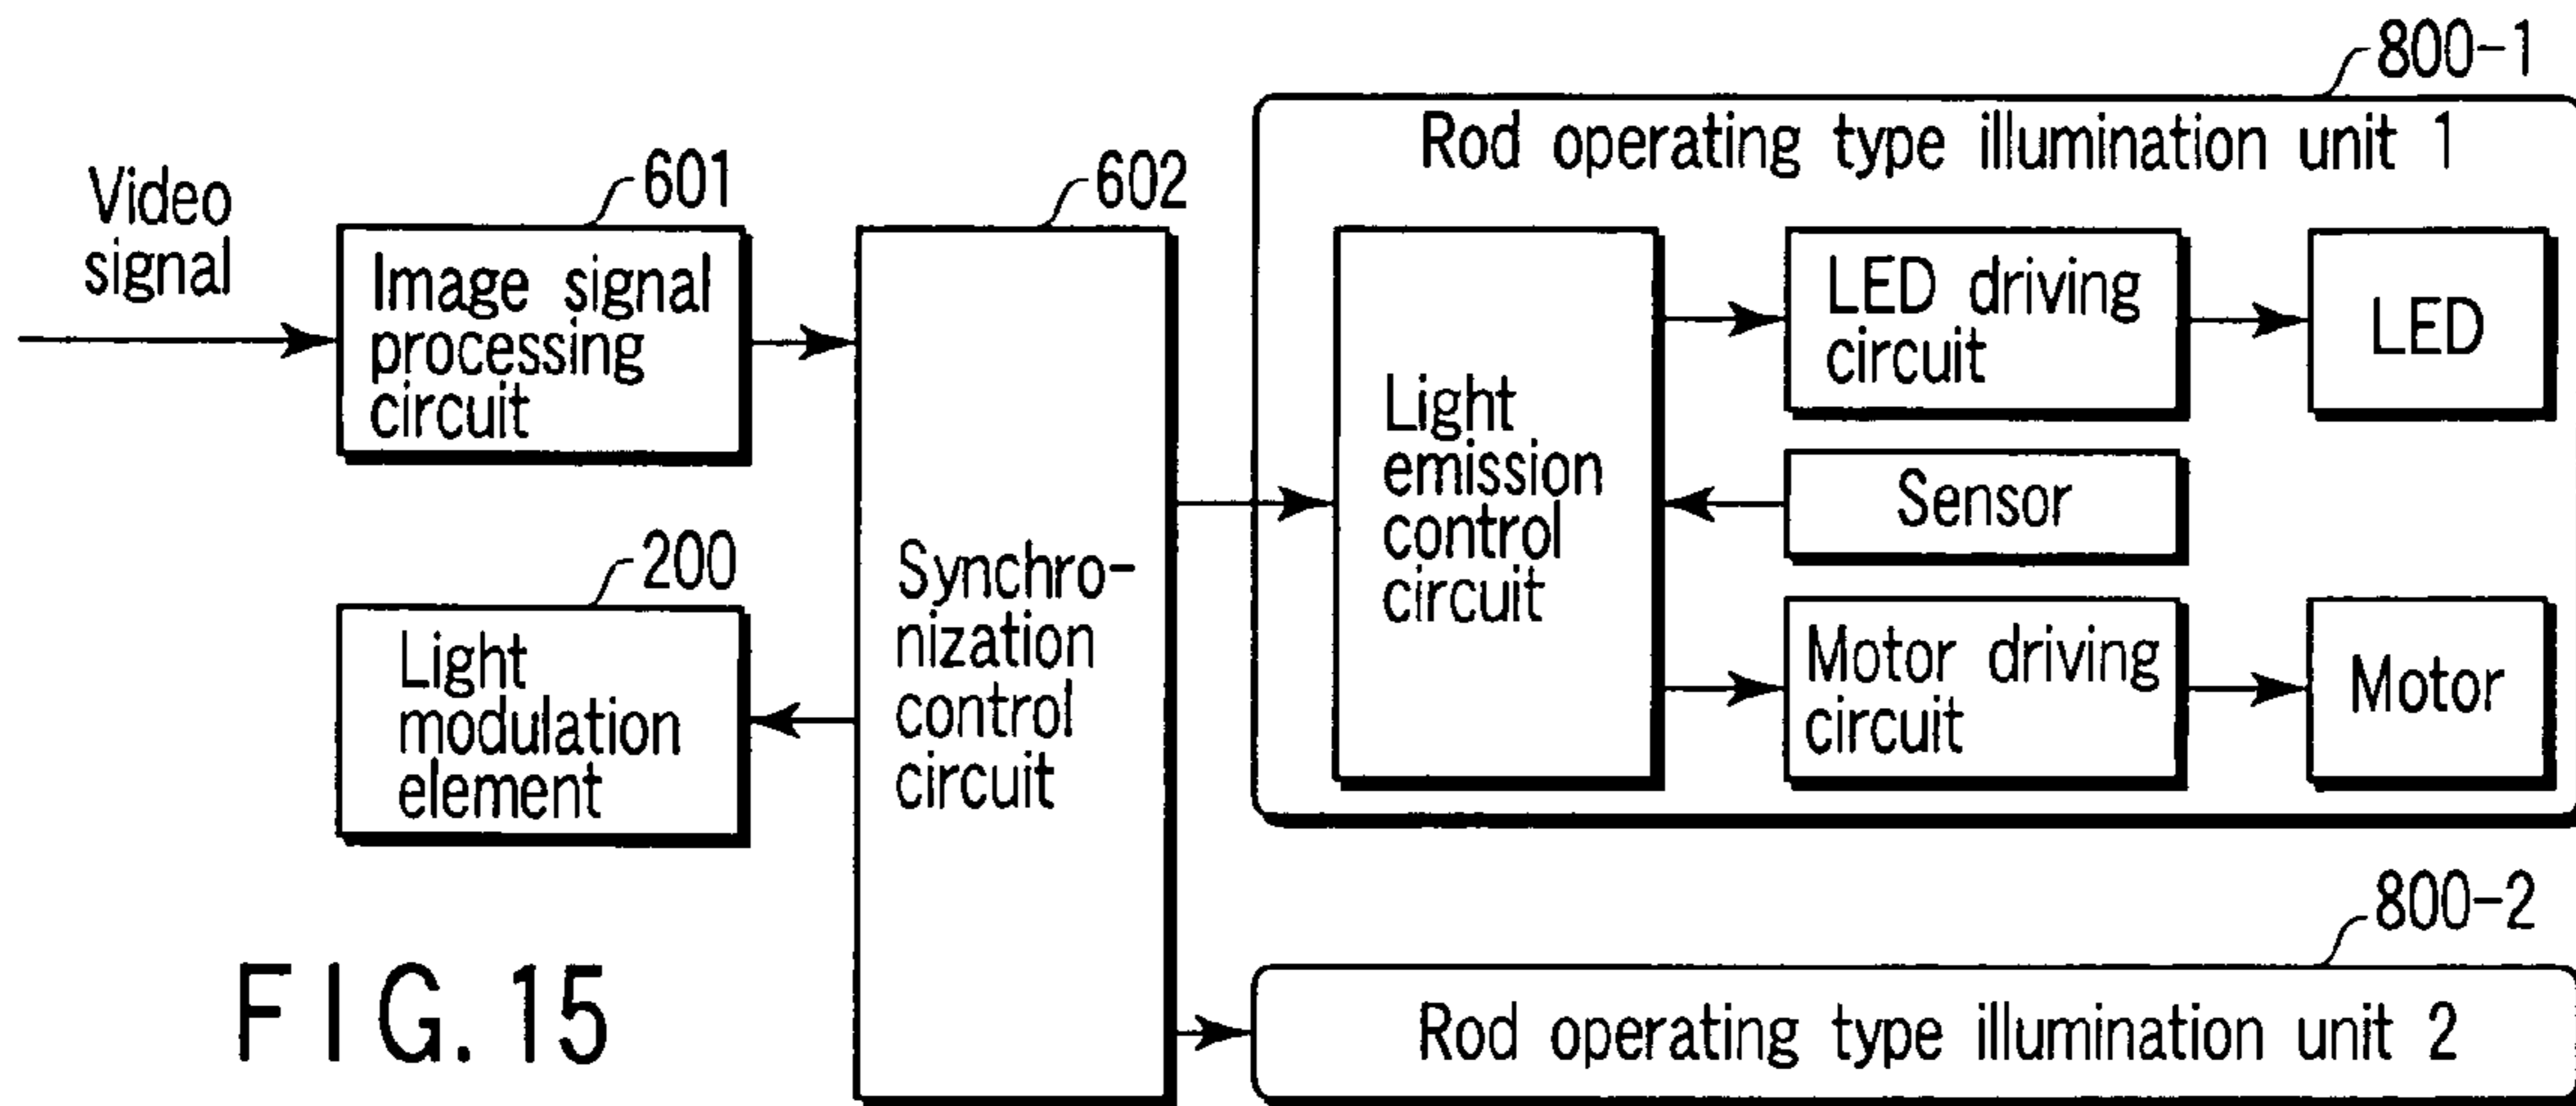 Video
signal
601
Image signal
processing
circuit
200
Light
modulation
element
602
Synchro-
nization
control
circuit
800-1
Rod operating type illumination unit 1
Light
emission
control
circuit
LED driving
circuit
LED
Sensor
Motor driving
circuit
Motor
800-2
Rod operating type illumination unit 2
FIG. 15